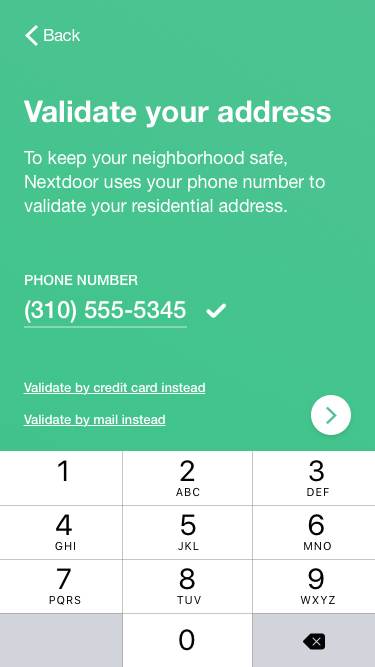 Back
Validate your address
To keep your neighborhood safe,
Nextdoor uses your phone number to
validate your residential address.
PHONE NUMBER
(310) 555-5345
Validate by credit card instead
Validate by mail instead
1 2 3
ABC DEF
4 5 6
GHI JKL MNO
7 8 9
PQRS TUV WXYZ
0